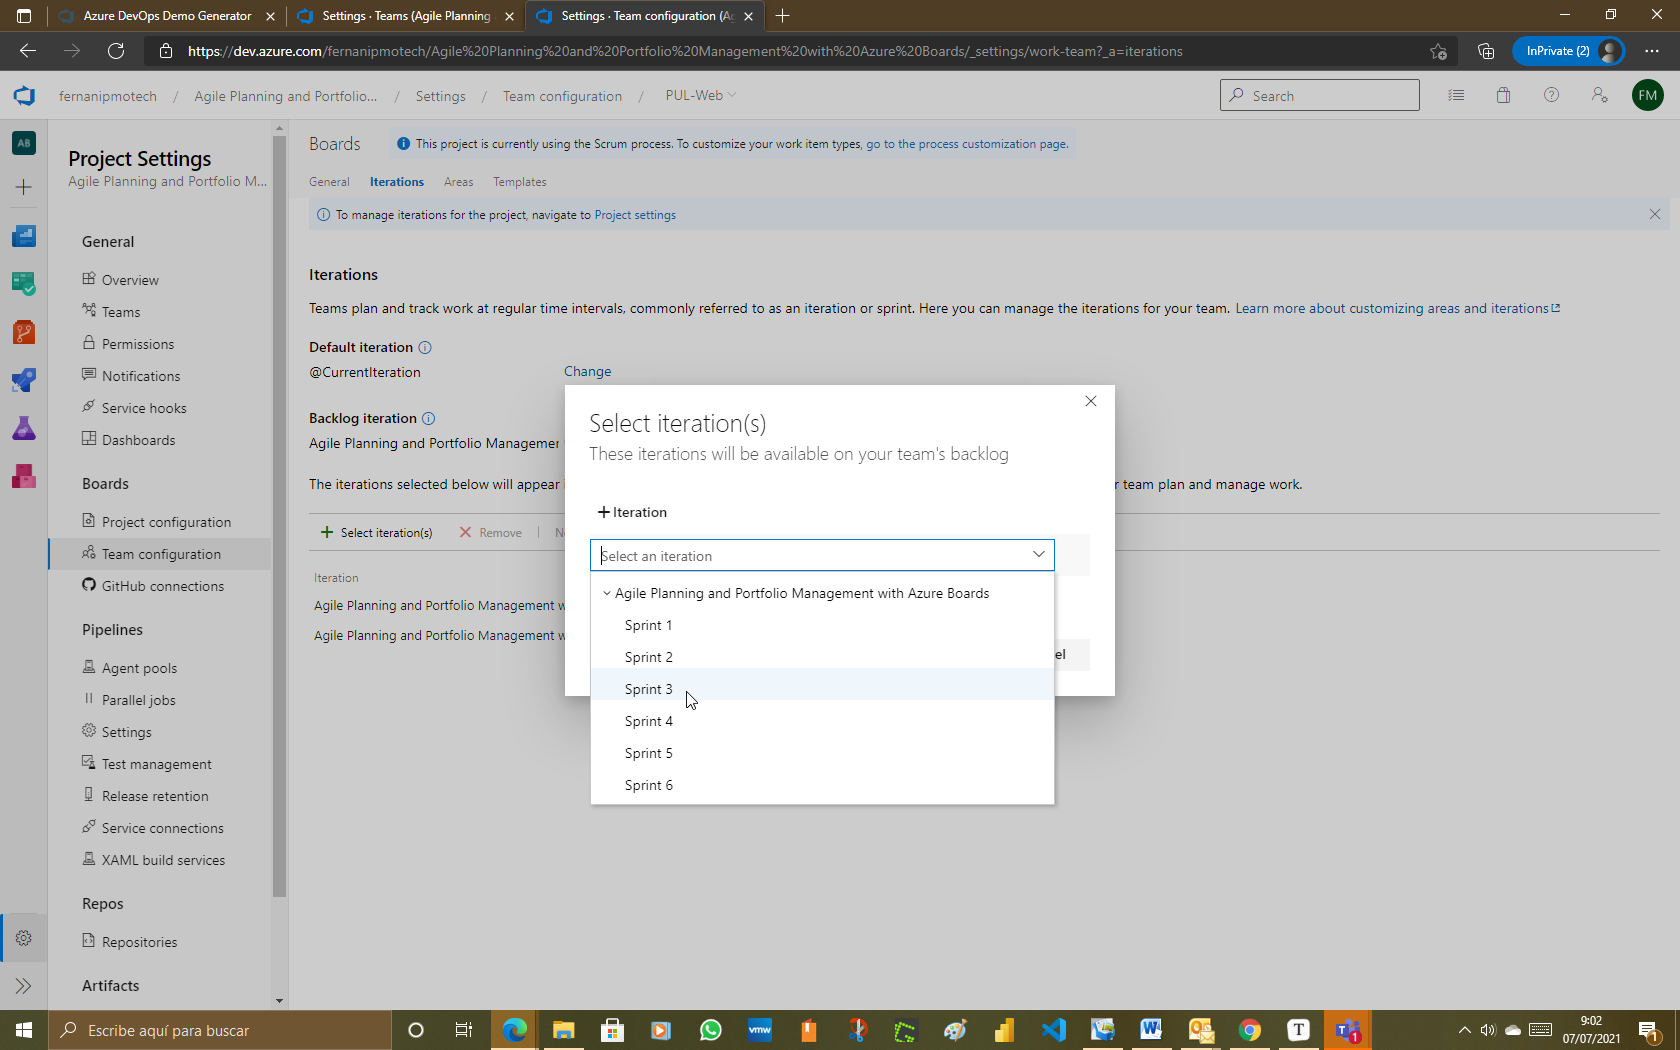 Azure DevOps Demo Generator
Settings · Teams (Agile Planning
Settings · Team configuration (Ag
https://dev.azure.com/fernanipmotech/Agile%20Planning%20and%20Portfolio%20Management%20with%20Azure%20Boards/_settings/work-team?_a=iterations
InPrivate (2)
fernanipmotech / Agile Planning and Portfolio... / Settings / Team configuration / PUL-Web
Search
FM
AB
Project Settings
Agile Planning and Portfolio M...
General
Overview
Teams
Permissions
Notifications
Service hooks
Dashboards
Boards
Project configuration
Team configuration
GitHub connections
Pipelines
Agent pools
Parallel jobs
Settings
Test management
Release retention
Service connections
XAML build services
Repos
Repositories
Artifacts
Boards
This project is currently using the Scrum process. To customize your work item types, go to the process customization page.
General Iterations Areas Templates
To manage iterations for the project, navigate to Project settings
Iterations
Teams plan and track work at regular time intervals, commonly referred to as an iteration or sprint. Here you can manage the iterations for your team. Learn more about customizing areas and iterations
Default iteration
@CurrentIteration Change
Backlog iteration
Agile Planning and Portfolio Managemen
The iterations selected below will appear
r team plan and manage work.
Select iteration(s) Remove
Iteration
Agile Planning and Portfolio Management w
Agile Planning and Portfolio Management w
Select iteration(s)
These iterations will be available on your team's backlog
Iteration
Select an iteration
Agile Planning and Portfolio Management with Azure Boards
Sprint 1
Sprint 2
Sprint 3
Sprint 4
Sprint 5
Sprint 6
el
Escribe aquí para buscar
vmw
9:02
07/07/2021